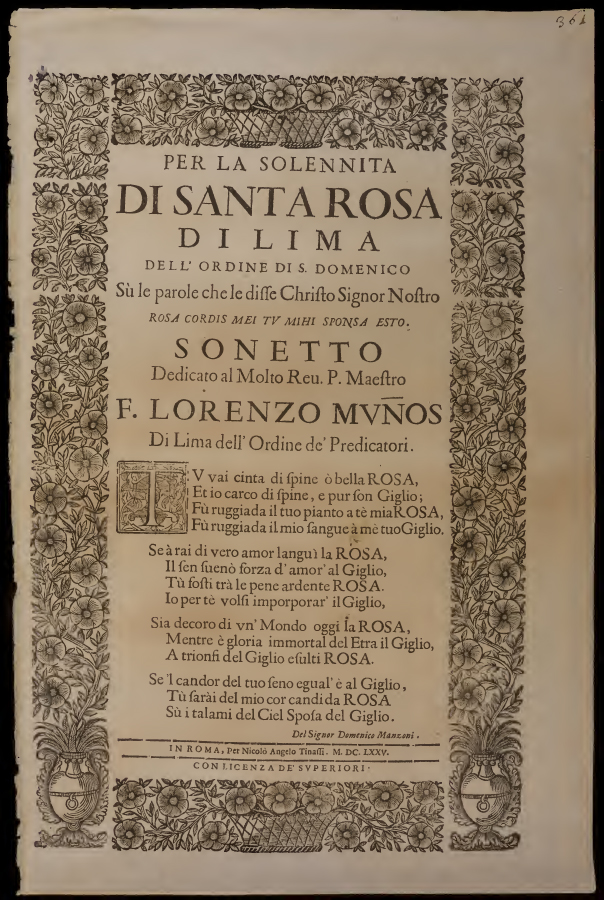 361
PER LA SOLENNITA
DI SANTA ROSA
DI LIMA
DELL' ORDINE DI S. DOMENICO
Sù le parole che le diſſe Chriſto Signor Noſtro
ROSA CORDIS MEI TV MIHI SPONSA ESTO.
SONETTO
Dedicato al Molto Reu. P. Maeſtro
F. LORENZO MVÑOS
Di Lima dell' Ordine de' Predicatori.
TV vai cinta di ſpine ò bella ROSA,
Et io carco di ſpine, e pur ſon Giglio;
Fù ruggiada il tuo pianto a tè mia ROSA,
Fù ruggiada il mio ſangue à mè tuo Giglio.
Se à rai di vero amor languì la ROSA,
Il ſen ſuenò forza d' amor' al Giglio,
Tù foſti trà le pene ardente ROSA.
Io per tè volſi imporporar' il Giglio,
Sia decoro di vn' Mondo oggi la ROSA,
Mentre è gloria immortal del Etra il Giglio,
A trionfi del Giglio eſulti ROSA.
Se 'l candor del tuo ſeno egual' è al Giglio,
Tù ſarài del mio cor candida ROSA
Sù i talami del Ciel Spoſa del Giglio.
Del Signor Domenico Manzoni.
IN ROMA, Per Nicolò Angelo Tinaſſi. M. DC. LXXV.
CON LICENZA DE' SVPERIORI.